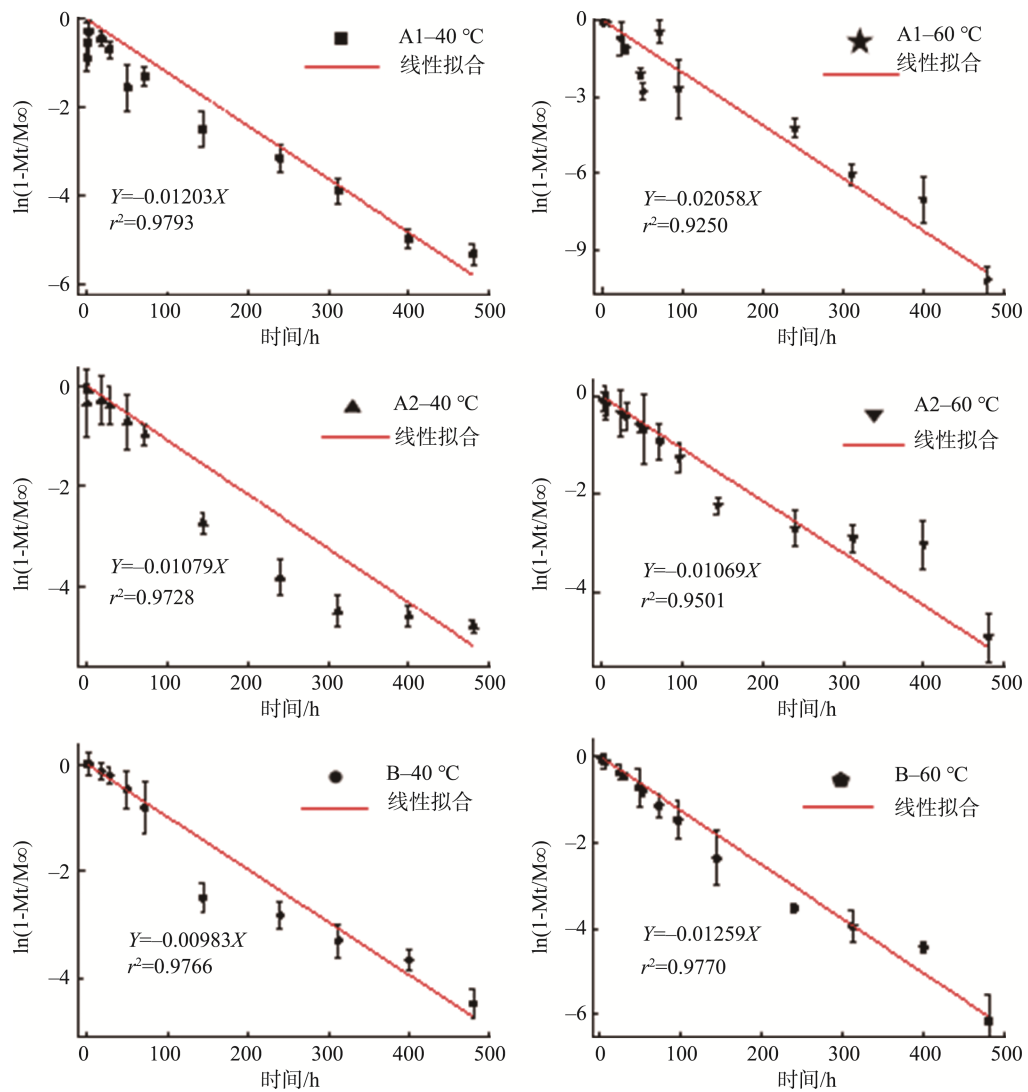 A1–40 ℃
线性拟合
Y=–0.01203X
r²=0.9793
0
–2
–4
–6
0 100 200 300 400 500
时间/h
ln(1-Mt/M∞)
A1–60 ℃
线性拟合
Y=–0.02058X
r²=0.9250
0
–3
–6
–9
0 100 200 300 400 500
时间/h
ln(1-Mt/M∞)
A2–40 ℃
线性拟合
Y=–0.01079X
r²=0.9728
0
–2
–4
0 100 200 300 400 500
时间/h
ln(1-Mt/M∞)
A2–60 ℃
线性拟合
Y=–0.01069X
r²=0.9501
0
–2
–4
0 100 200 300 400 500
时间/h
ln(1-Mt/M∞)
B–40 ℃
线性拟合
Y=–0.00983X
r²=0.9766
0
–2
–4
0 100 200 300 400 500
时间/h
ln(1-Mt/M∞)
B–60 ℃
线性拟合
Y=–0.01259X
r²=0.9770
0
–2
–4
–6
0 100 200 300 400 500
时间/h
ln(1-Mt/M∞)